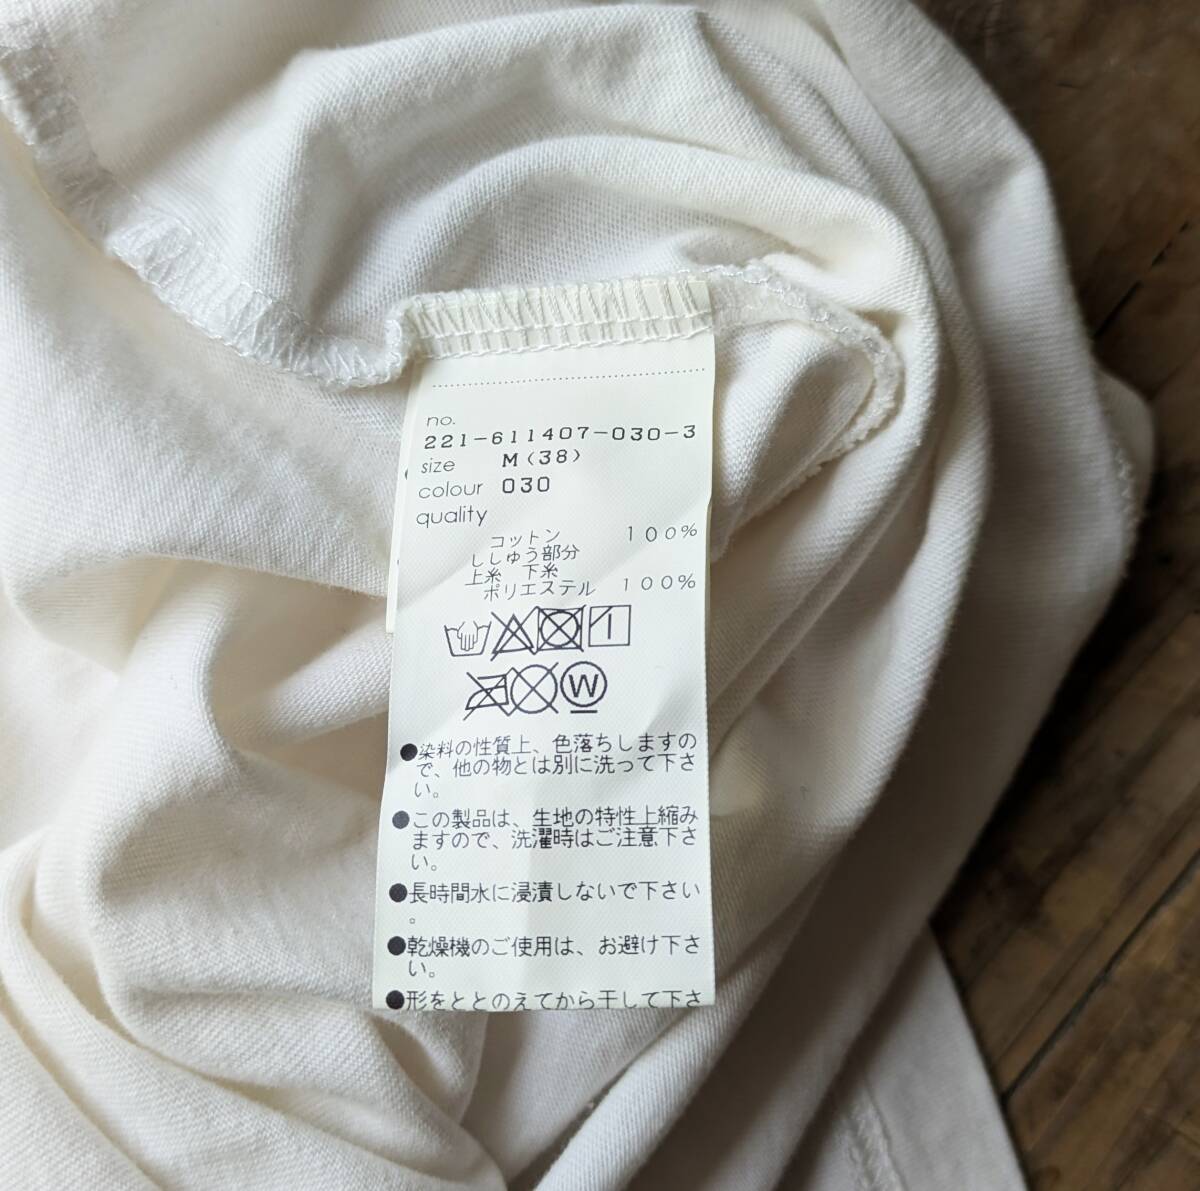 no.
221-611407-030-3
size M(38)
colour 030
quality
コットン 100%
ししゅう部分
上糸 下糸
ポリエステル 100%
W
●染料の性質上、色落ちしますの
で、他の物とは別に洗って下さ
い。
●この製品は、生地の特性上縮み
ますので、洗濯時はご注意下さ
い。
●長時間水に浸漬しないで下さい
。
●乾燥機のご使用は、お避け下さ
い。
●形をととのえてから干して下さ